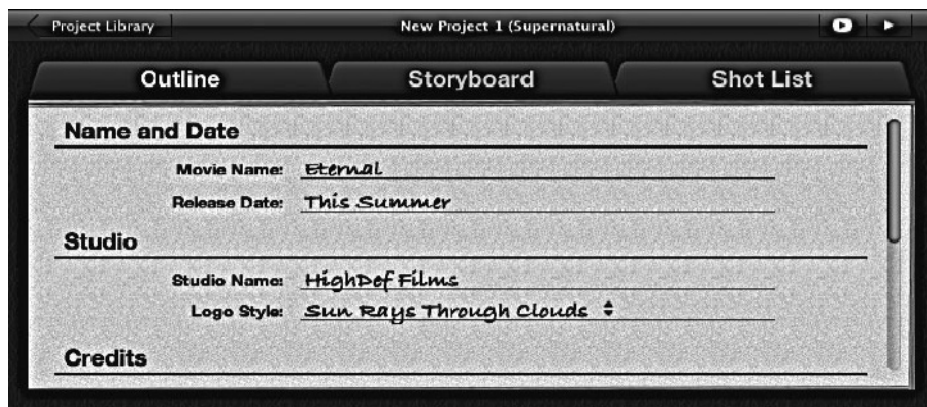 Project Library New Project 1 (Supernatural)
Outline Storyboard Shot List
Name and Date
Movie Name: Eternal
Release Date: This Summer
Studio
Studio Name: HighDef Films
Logo Style: Sun Rays Through Clouds
Credits